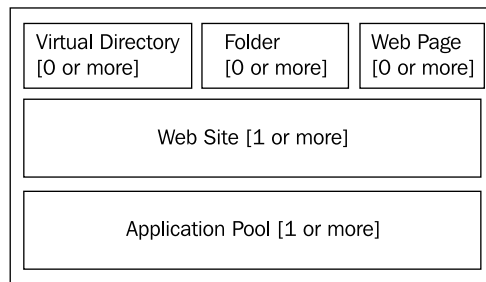 Virtual Directory
[0 or more]
Folder
[0 or more]
Web Page
[0 or more]
Web Site [1 or more]
Application Pool [1 or more]